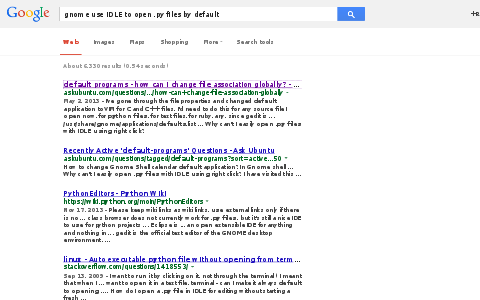 Google
gnome use IDLE to open .py files by default
Web Images Maps Shopping More Search tools
About 6,330 results (0.54 seconds)
default programs - how can I change file association globally? - ...
askubuntu.com/questions/.../how-can-i-change-file-association-globally
May 2, 2013 - I've gone through the file properties and changed default
application to VIM for C and C++ files. N need to do this for any source file I
open now. for python files, for test files, for ruby. any. since gedit is ...
/usr/share/gnome/applications/defaults.list ... Why can't I easily open .py files
with IDLE using right click?.
Recently Active 'default-programs' Questions - Ask Ubuntu
askubuntu.com/questions/tagged/default-programs?sort=active...50
How to change Gnome Shell calendar default application?. In Gnome shell ...
Why can't I easily open .py files with IDLE using right click?. I have visited this ...
PythonEditors - Python Wiki
https://wiki.python.org/moin/PythonEditors
Nov 17, 2013 - Please keep wiki links as wiki links, use external links only if there
is no ... class browser does not currently work for .py files, but it's still a nice IDE
to use for python projects ... Eclipse is ... an open extensible IDE for anything
and nothing in ... gedit is the official text editor of the GNOME desktop
environment. ...
linux - Auto executable python file without opening from term ...
stackoverflow.com/questions/1418553/
Sep 13, 2009 - I want to run it by clicking on it, not through the terminal! I meant
that when I ... want to open it in a test file. terminal - can I make it always default
to opening .... How do I open a .py file in IDLE for editing without starting a
fresh ...